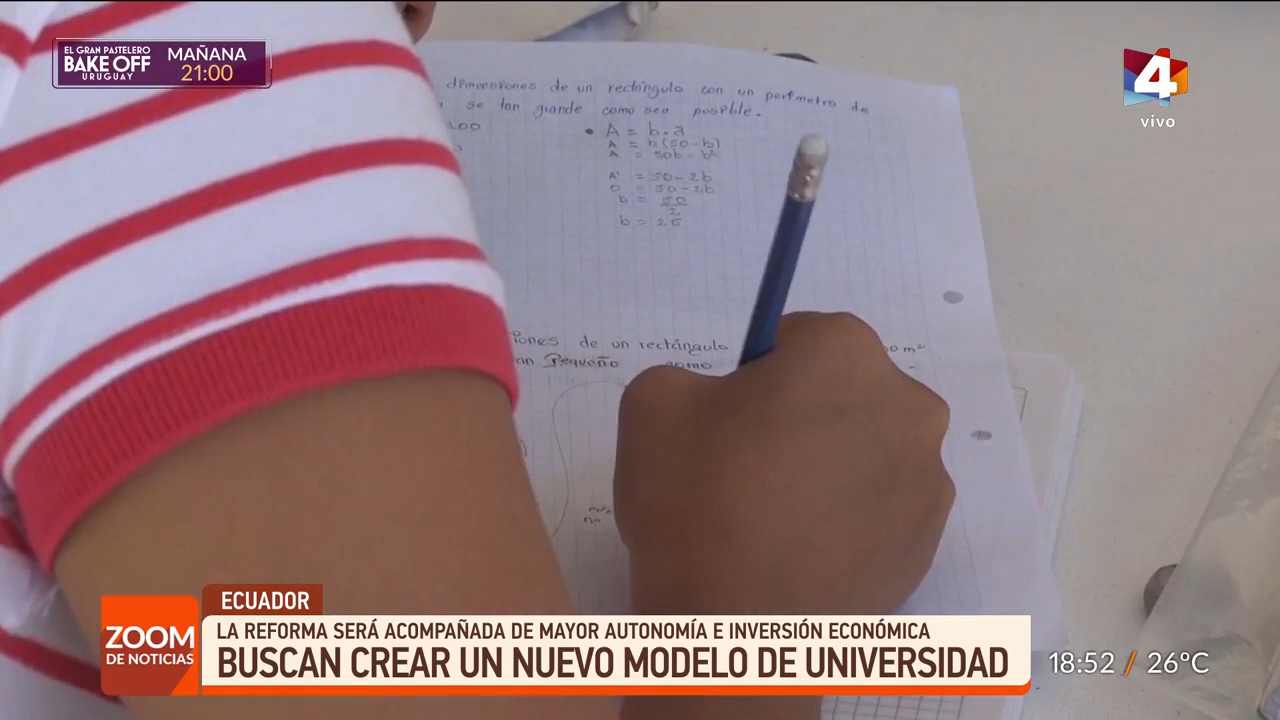 EL GRAN PASTELERO
BAKE OFF
URUGUAY
MAÑANA
21:00
4
vivo
dimensiones de un rectángulo con un perímetro de
se tan grande como sea posible.
• A = b.a
A = b(50-b)
A = 50b - b²
A' = 50-2b
0 = 50-2b
b = 50
2
b = 25
de un rectángulo
m²
Pequeño como
ECUADOR
ZOOM
DE NOTICIAS
LA REFORMA SERÁ ACOMPAÑADA DE MAYOR AUTONOMÍA E INVERSIÓN ECONÓMICA
BUSCAN CREAR UN NUEVO MODELO DE UNIVERSIDAD
18:52 / 26°C